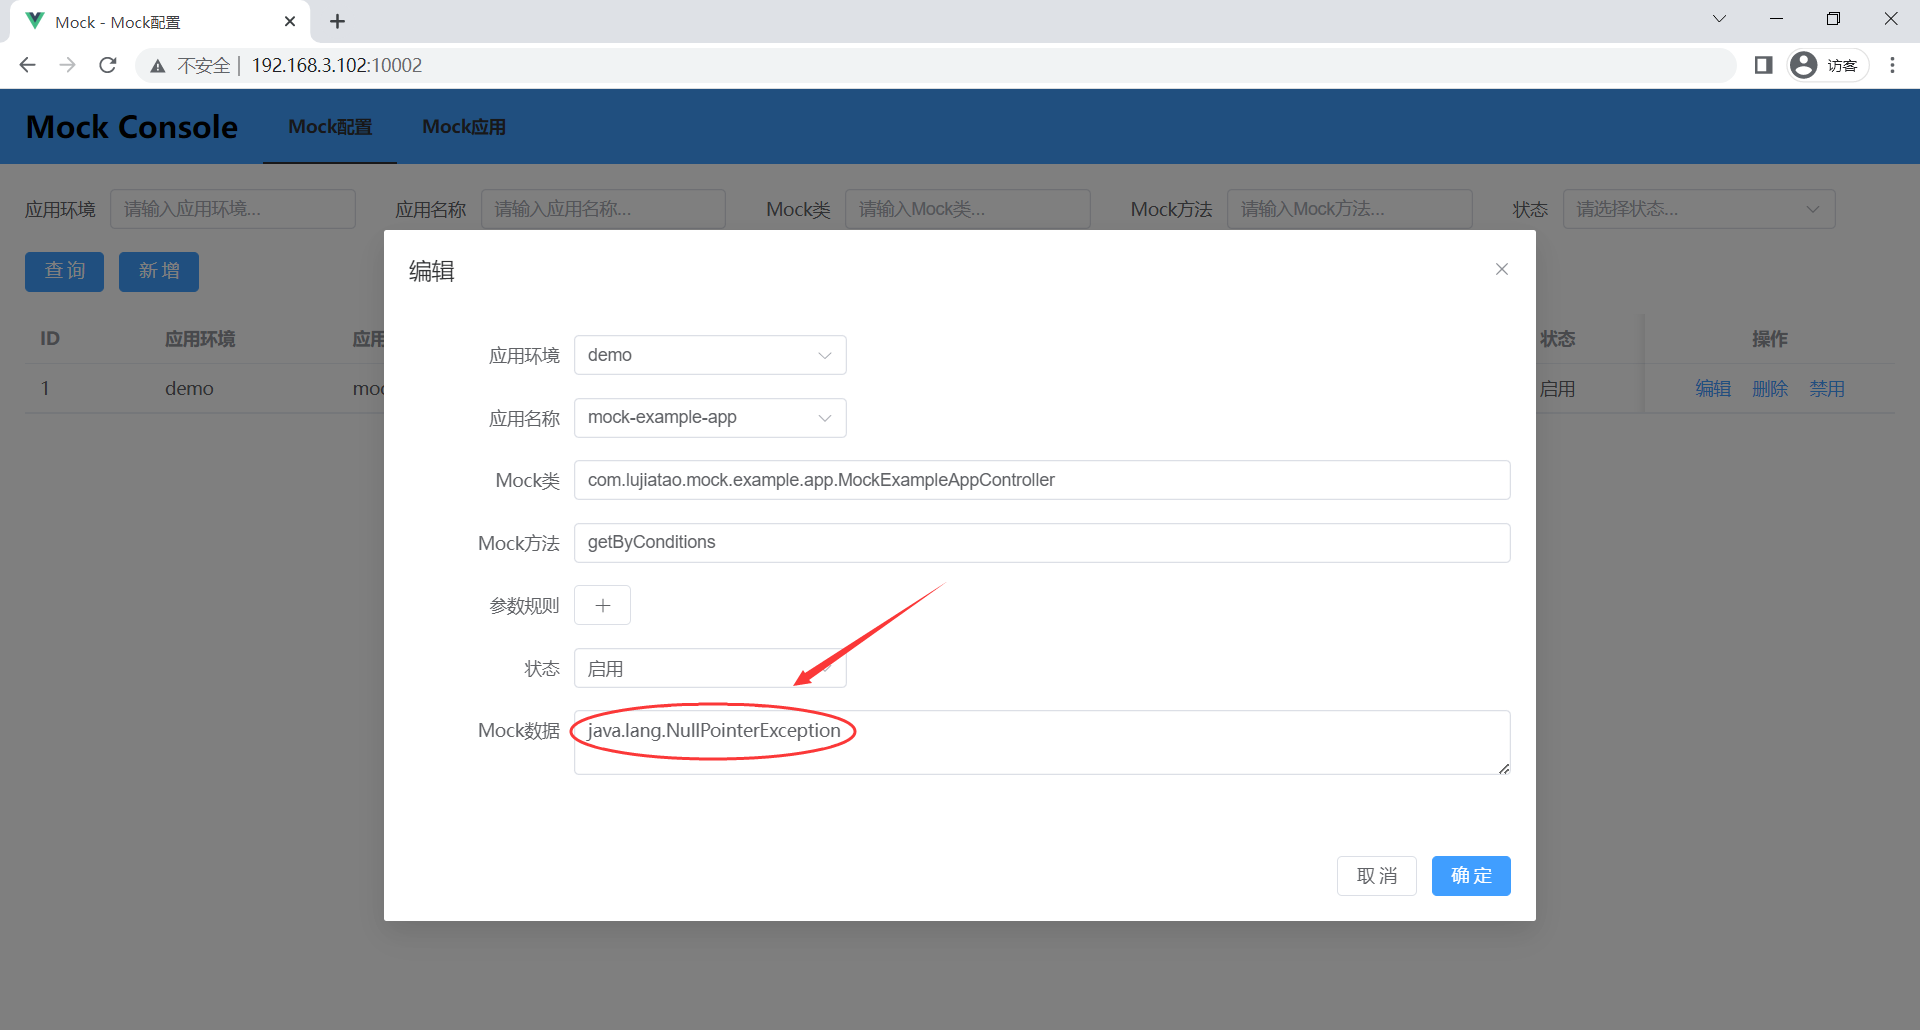 Mock - Mock配置
不安全 | 192.168.3.102:10002
访客
Mock Console Mock配置 Mock应用
应用环境 请输入应用环境... 应用名称 请输入应用名称... Mock类 请输入Mock类... Mock方法 请输入Mock方法... 状态 请选择状态...
查询 新增
ID 应用环境 应用 状态 操作
1 demo moc 启用 编辑 删除 禁用
编辑
应用环境 demo
应用名称 mock-example-app
Mock类 com.lujiatao.mock.example.app.MockExampleAppController
Mock方法 getByConditions
参数规则
状态 启用
Mock数据 java.lang.NullPointerException
取消 确定